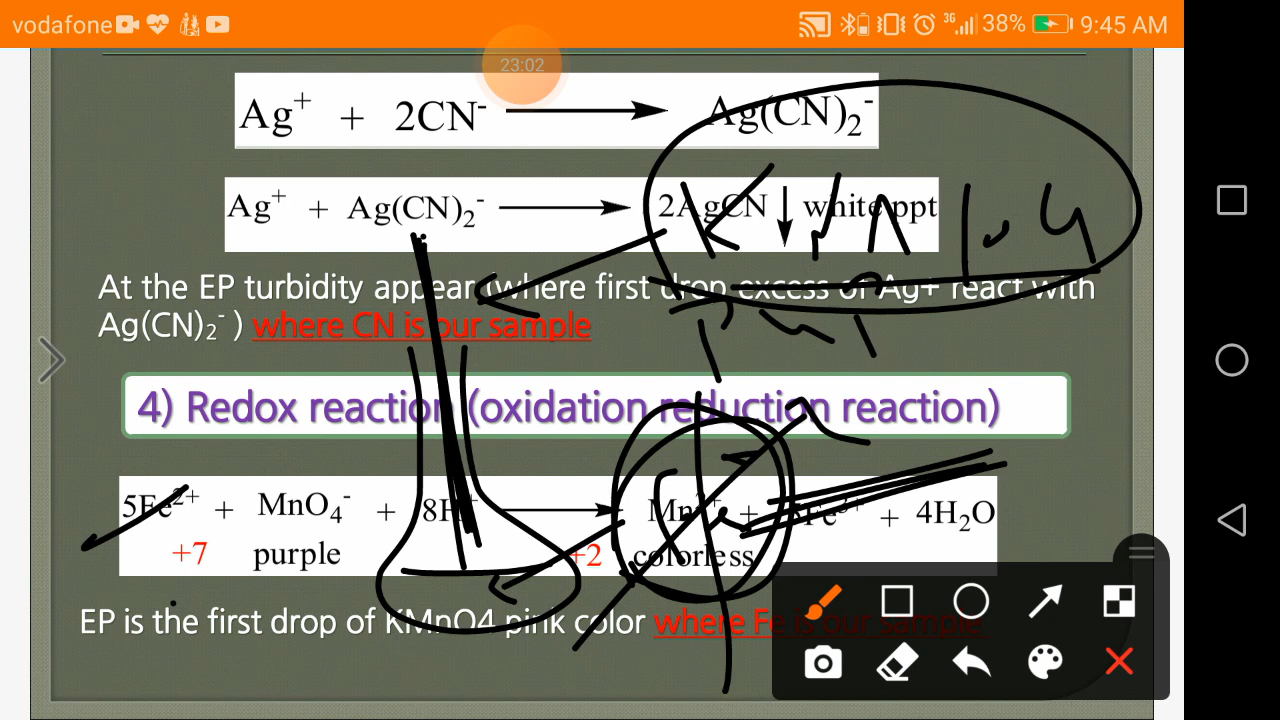 vodafone 3G 38% 9:45 AM
23:02
Ag+ + 2CN- → Ag(CN)2-
Ag+ + Ag(CN)2- → 2AgCN ↓ white ppt
At the EP turbidity appear (where first drop excess of Ag+ react with
Ag(CN)2- ) where CN is our sample
4) Redox reaction (oxidation reduction reaction)
5Fe2+ + MnO4- + 8H+ → Mn2+ + 5Fe3+ + 4H2O
+7 purple +2 colorless
EP is the first drop of KMnO4 pink color where Fe is our sample